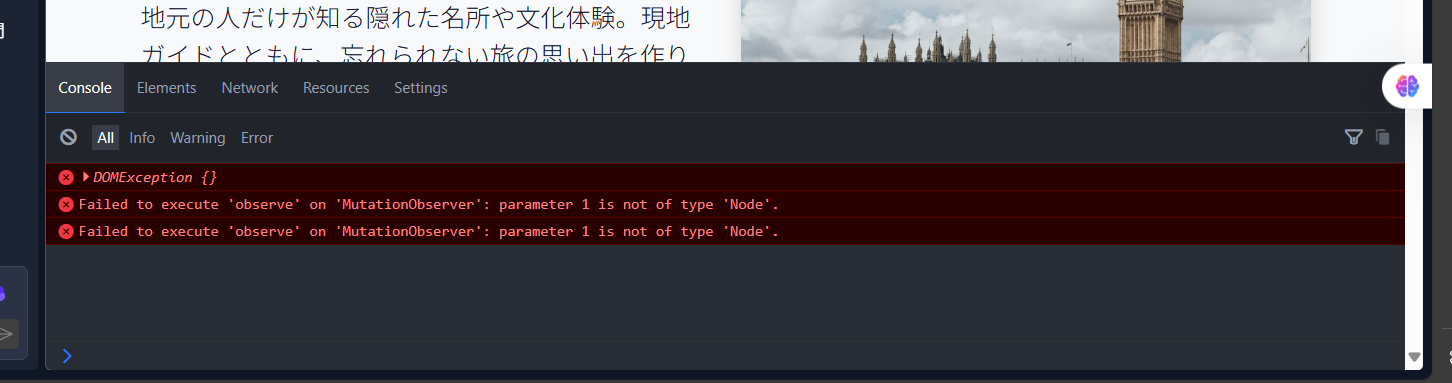 地元の人だけが知る隠れた名所や文化体験。現地
ガイドとともに、忘れられない旅の思い出を作り
Console Elements Network Resources Settings
All Info Warning Error
DOMException {}
Failed to execute 'observe' on 'MutationObserver': parameter 1 is not of type 'Node'.
Failed to execute 'observe' on 'MutationObserver': parameter 1 is not of type 'Node'.